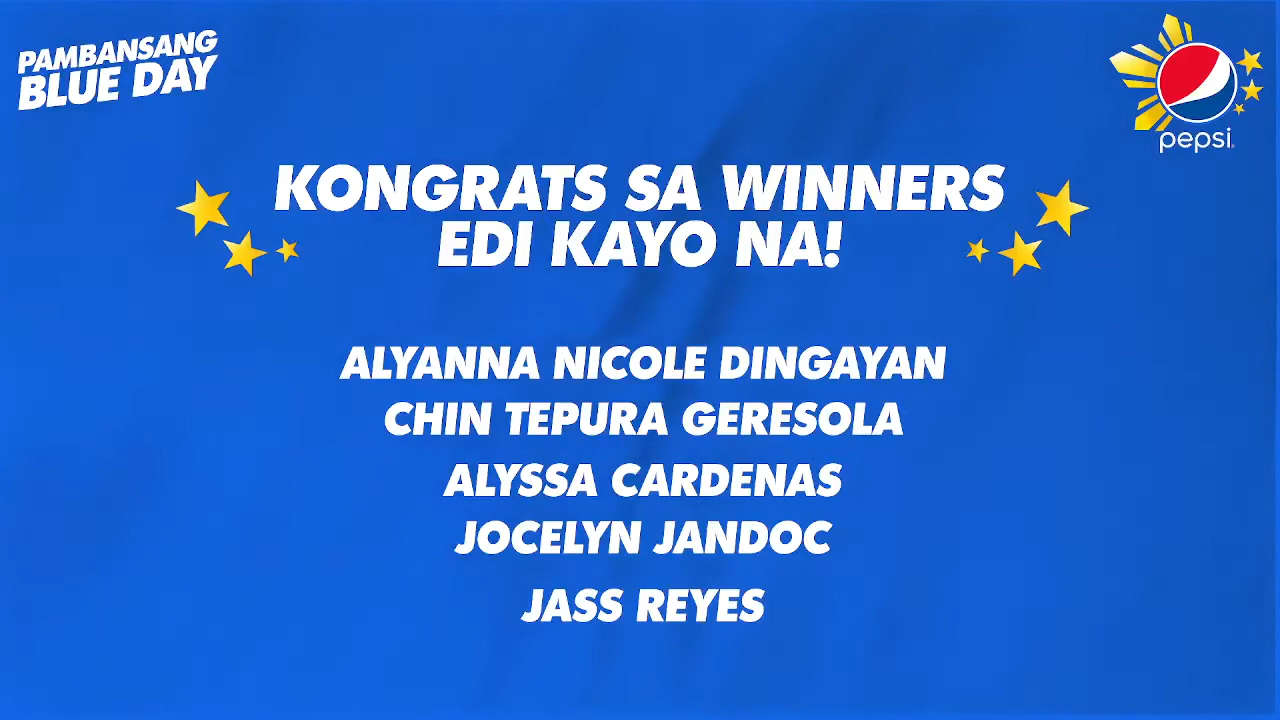 PAMBANSANG
BLUE DAY
pepsi
KONGRATS SA WINNERS
EDI KAYO NA!
ALYANNA NICOLE DINGAYAN
CHIN TEPURA GERESOLA
ALYSSA CARDENAS
JOCELYN JANDOC
JASS REYES